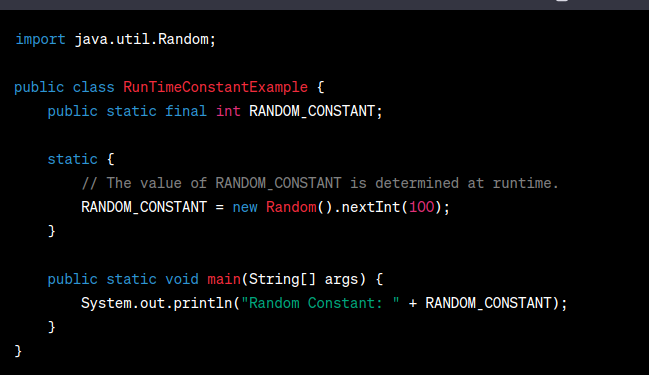 import java.util.Random;
public class RunTimeConstantExample {
public static final int RANDOM_CONSTANT;
static {
// The value of RANDOM_CONSTANT is determined at runtime.
RANDOM_CONSTANT = new Random().nextInt(100);
}
public static void main(String[] args) {
System.out.println("Random Constant: " + RANDOM_CONSTANT);
}
}